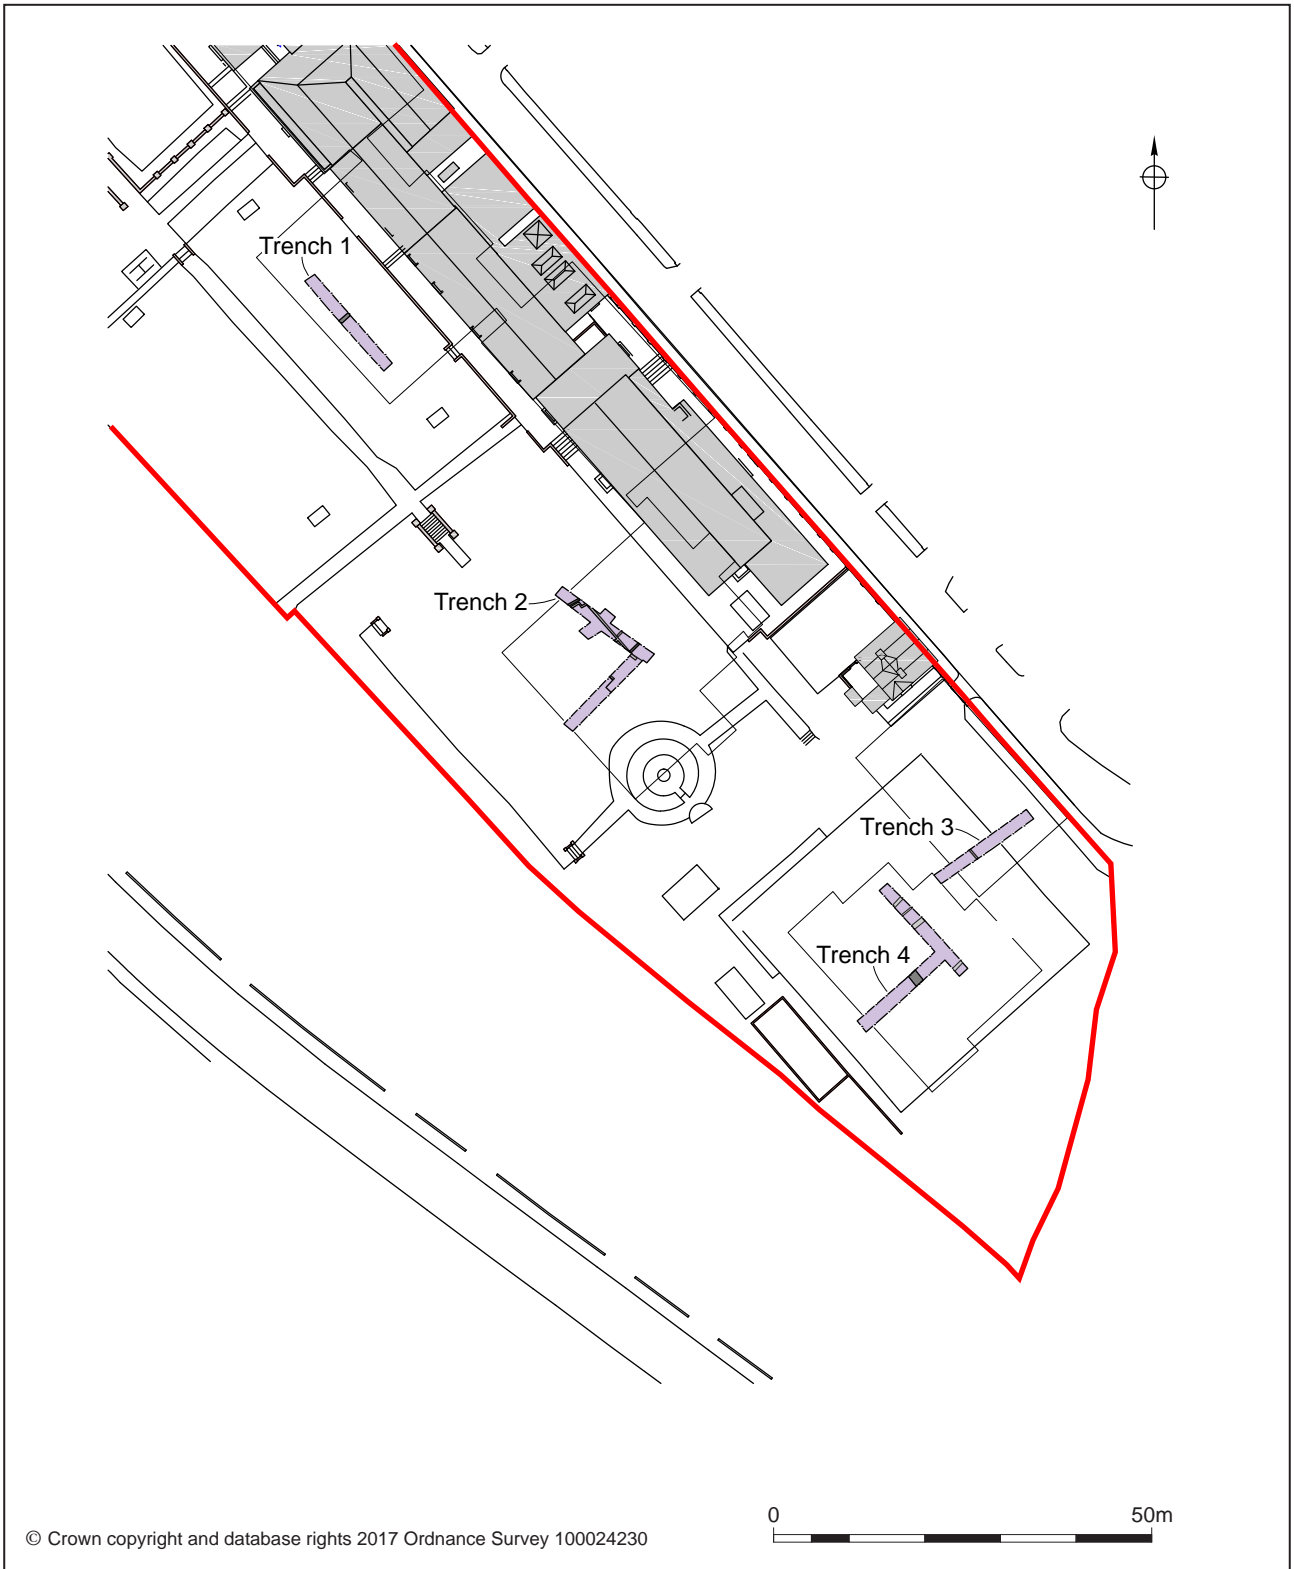 Trench 1
Trench 2
Trench 3
Trench 4
0 50m
© Crown copyright and database rights 2017 Ordnance Survey 100024230